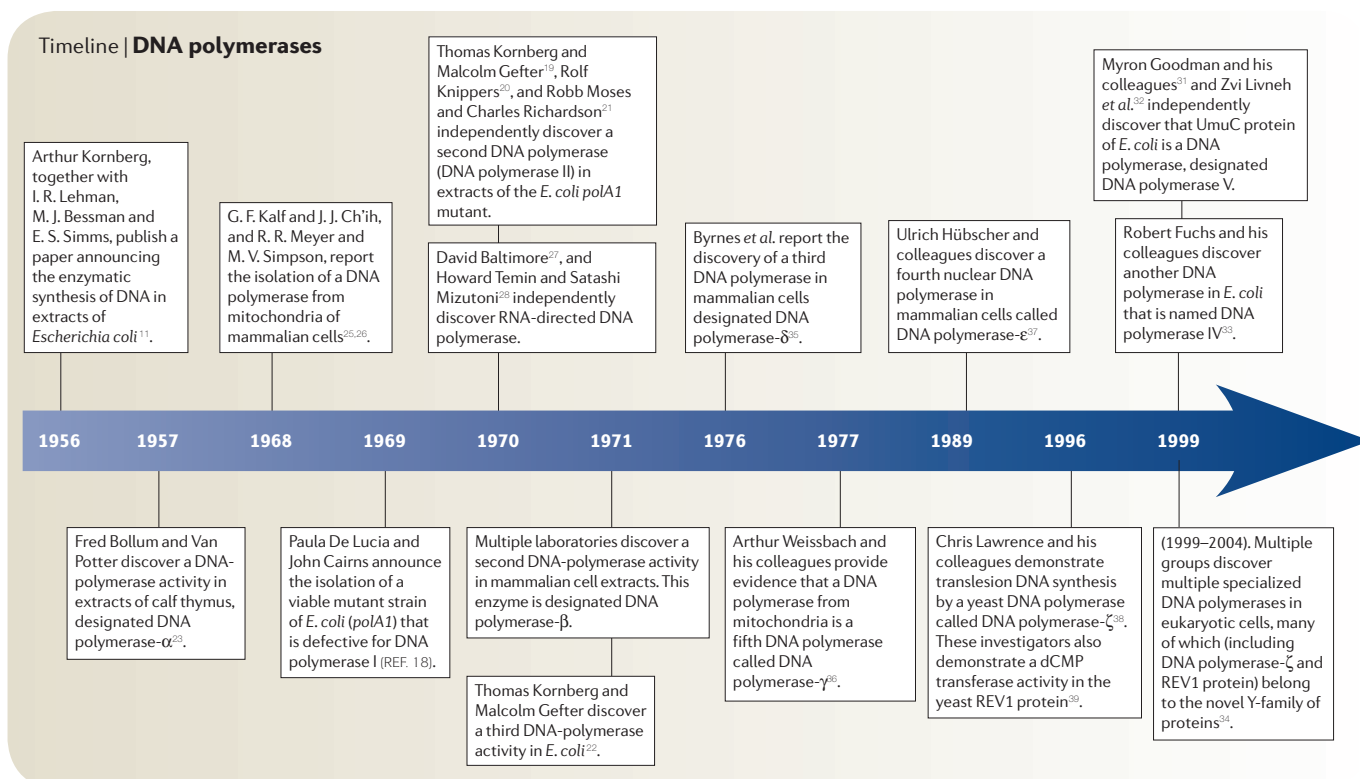 Timeline | DNA polymerases
Arthur Kornberg,
together with
I. R. Lehman,
M. J. Bessman and
E. S. Simms, publish a
paper announcing
the enzymatic
synthesis of DNA in
extracts of
Escherichia coli11.
G. F. Kalf and J. J. Ch'ih,
and R. R. Meyer and
M. V. Simpson, report
the isolation of a DNA
polymerase from
mitochondria of
mammalian cells25,26.
Thomas Kornberg and
Malcolm Gefter19, Rolf
Knippers20, and Robb Moses
and Charles Richardson21
independently discover a
second DNA polymerase
(DNA polymerase II) in
extracts of the E. coli polA1
mutant.
David Baltimore27, and
Howard Temin and Satashi
Mizutoni28 independently
discover RNA-directed DNA
polymerase.
Byrnes et al. report the
discovery of a third
DNA polymerase in
mammalian cells
designated DNA
polymerase-δ35.
Ulrich Hübscher and
colleagues discover a
fourth nuclear DNA
polymerase in
mammalian cells called
DNA polymerase-ε37.
Myron Goodman and his
colleagues31 and Zvi Livneh
et al.32 independently
discover that UmuC protein
of E. coli is a DNA
polymerase, designated
DNA polymerase V.
Robert Fuchs and his
colleagues discover
another DNA
polymerase in E. coli
that is named DNA
polymerase IV33.
1956 1957 1968 1969 1970 1971 1976 1977 1989 1996 1999
Fred Bollum and Van
Potter discover a DNA-
polymerase activity in
extracts of calf thymus,
designated DNA
polymerase-α23.
Paula De Lucia and
John Cairns announce
the isolation of a
viable mutant strain
of E. coli (polA1) that
is defective for DNA
polymerase I (REF. 18).
Multiple laboratories discover a
second DNA-polymerase activity
in mammalian cell extracts. This
enzyme is designated DNA
polymerase-β.
Thomas Kornberg and
Malcolm Gefter discover
a third DNA-polymerase
activity in E. coli22.
Arthur Weissbach and
his colleagues provide
evidence that a DNA
polymerase from
mitochondria is a
fifth DNA polymerase
called DNA
polymerase-γ36.
Chris Lawrence and his
colleagues demonstrate
translesion DNA synthesis
by a yeast DNA polymerase
called DNA polymerase-ζ38.
These investigators also
demonstrate a dCMP
transferase activity in the
yeast REV1 protein39.
(1999–2004). Multiple
groups discover
multiple specialized
DNA polymerases in
eukaryotic cells, many
of which (including
DNA polymerase-ζ and
REV1 protein) belong
to the novel Y-family of
proteins34.